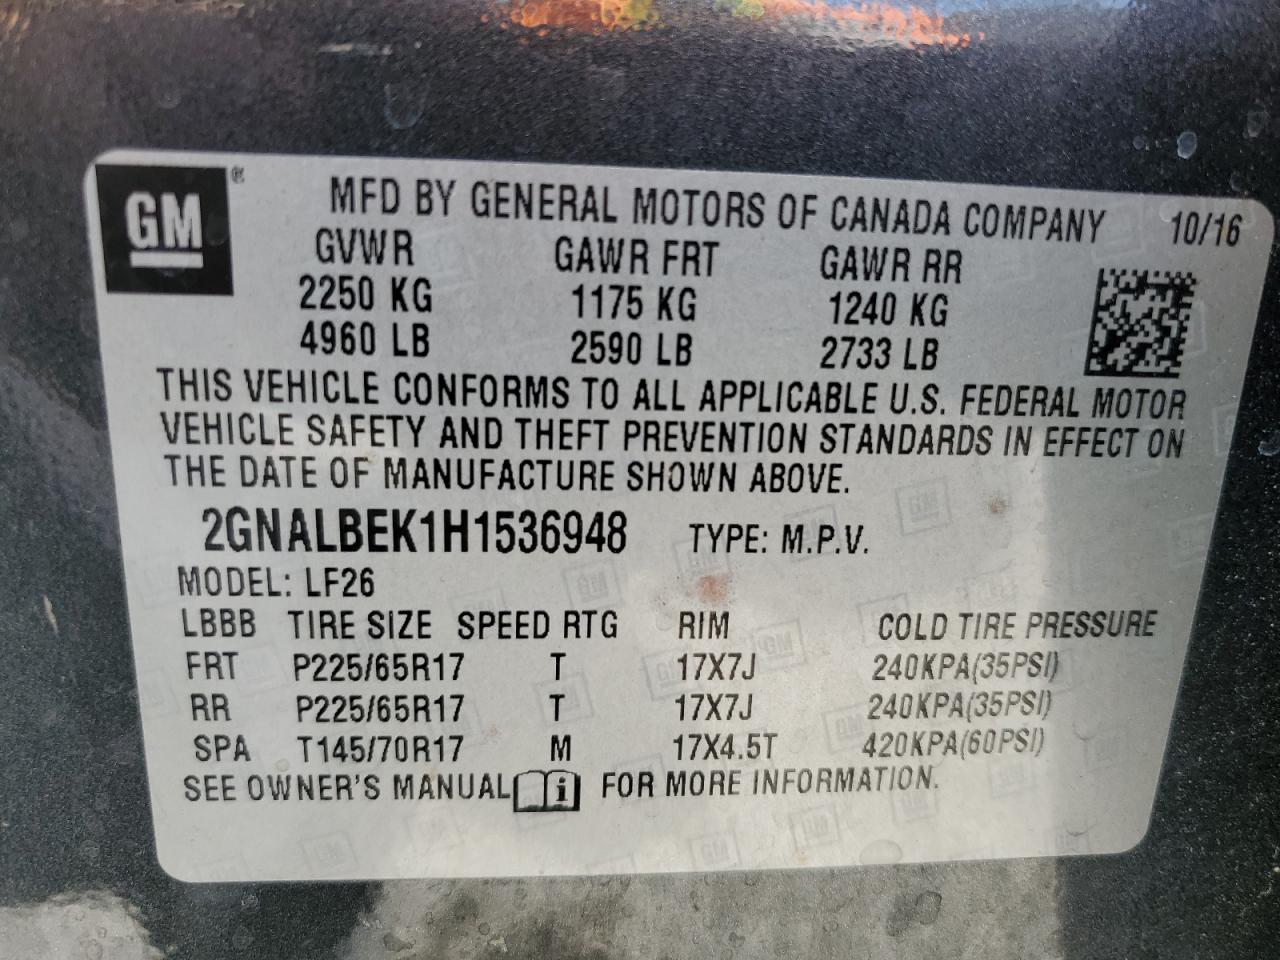 GM®
MFD BY GENERAL MOTORS OF CANADA COMPANY 10/16
GVWR GAWR FRT GAWR RR
2250 KG 1175 KG 1240 KG
4960 LB 2590 LB 2733 LB
THIS VEHICLE CONFORMS TO ALL APPLICABLE U.S. FEDERAL MOTOR
VEHICLE SAFETY AND THEFT PREVENTION STANDARDS IN EFFECT ON
THE DATE OF MANUFACTURE SHOWN ABOVE.
2GNALBEK1H1536948 TYPE: M.P.V.
MODEL: LF26
LBBB TIRE SIZE SPEED RTG RIM COLD TIRE PRESSURE
FRT P225/65R17 T 17X7J 240KPA(35PSI)
RR P225/65R17 T 17X7J 240KPA(35PSI)
SPA T145/70R17 M 17X4.5T 420KPA(60PSI)
SEE OWNER'S MANUAL i FOR MORE INFORMATION.